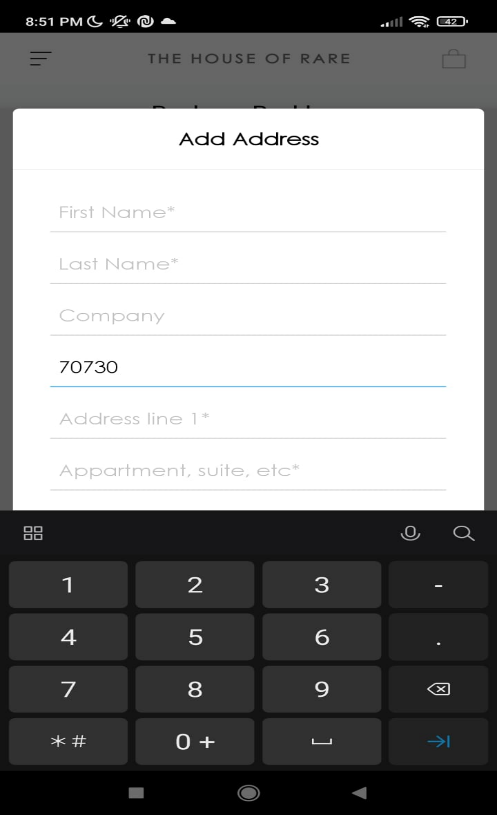 8:51 PM 42
THE HOUSE OF RARE
Add Address
First Name*
Last Name*
Company
70730
Address line 1*
Appartment, suite, etc*
1 2 3 -
4 5 6 .
7 8 9
*# 0 +